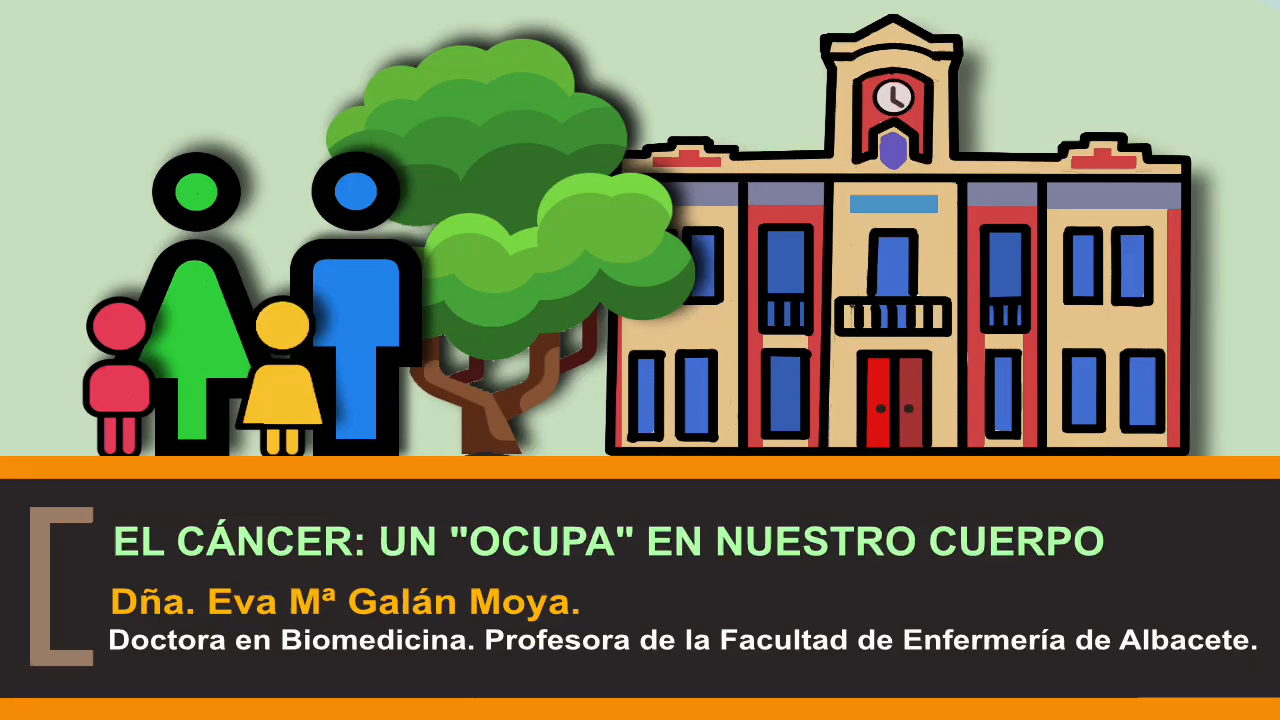 EL CÁNCER: UN "OCUPA" EN NUESTRO CUERPO
Dña. Eva Mª Galán Moya.
Doctora en Biomedicina. Profesora de la Facultad de Enfermería de Albacete.